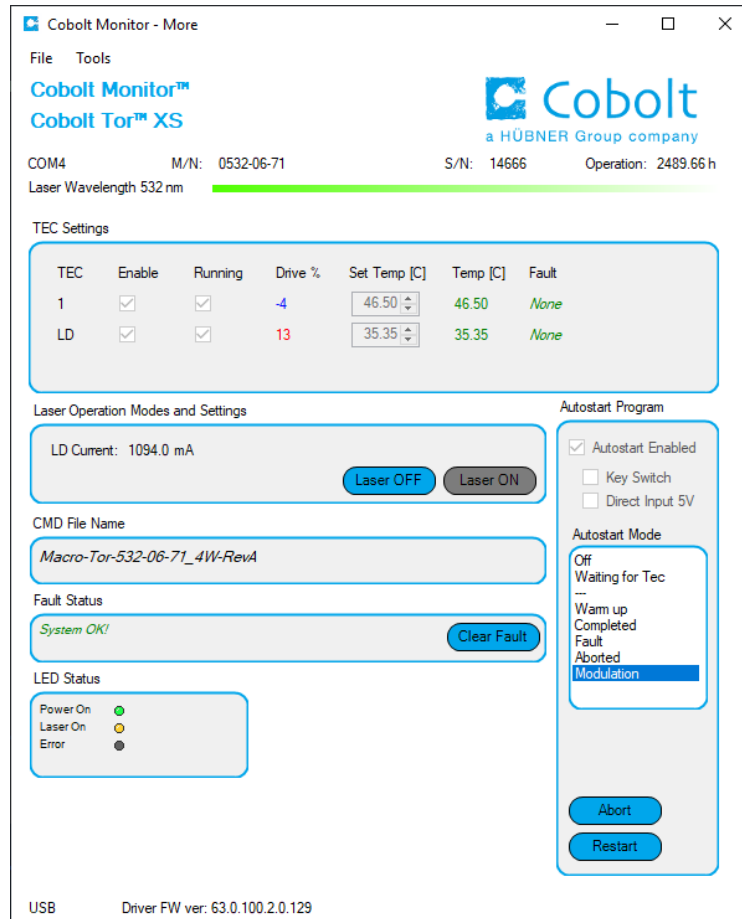 Cobolt Monitor - More
File Tools
Cobolt Monitor™
Cobolt Tor™ XS
Cobolt
a HÜBNER Group company
COM4 M/N: 0532-06-71 S/N: 14666 Operation: 2489.66 h
Laser Wavelength 532 nm
TEC Settings
TEC Enable Running Drive % Set Temp [C] Temp [C] Fault
1 -4 46.50 46.50 None
LD 13 35.35 35.35 None
Laser Operation Modes and Settings
LD Current: 1094.0 mA
Laser OFF Laser ON
CMD File Name
Macro-Tor-532-06-71_4W-RevA
Fault Status
System OK!
Clear Fault
LED Status
Power On
Laser On
Error
Autostart Program
Autostart Enabled
Key Switch
Direct Input 5V
Autostart Mode
Off
Waiting for Tec
---
Warm up
Completed
Fault
Aborted
Modulation
Abort
Restart
USB Driver FW ver: 63.0.100.2.0.129